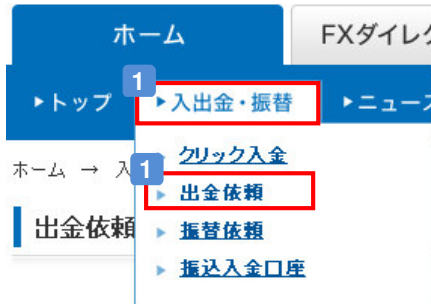 ホーム
FXダイレ
1
▶トップ ▶入出金・振替 ▶ニュース
クリック入金
ホーム → 入
1
▶ 出金依頼
出金依頼
▶ 振替依頼
▶ 振込入金口座